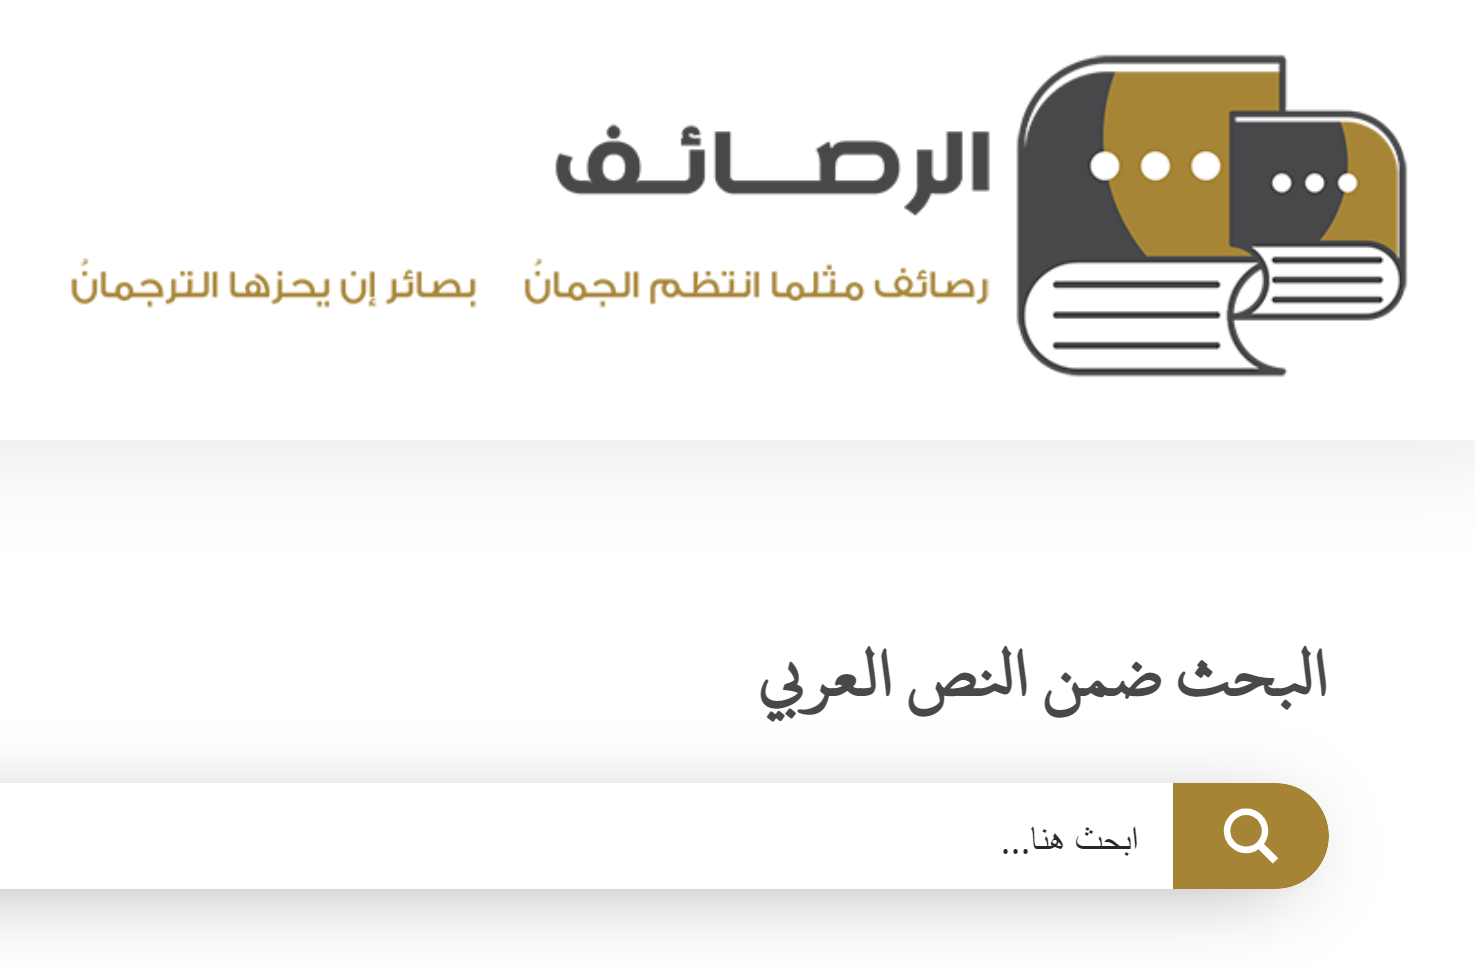 الرصائف
رصائف مثلما انتظم الجمانُ بصائر إن يحزها الترجمانُ
البحث ضمن النص العربي
ابحث هنا...